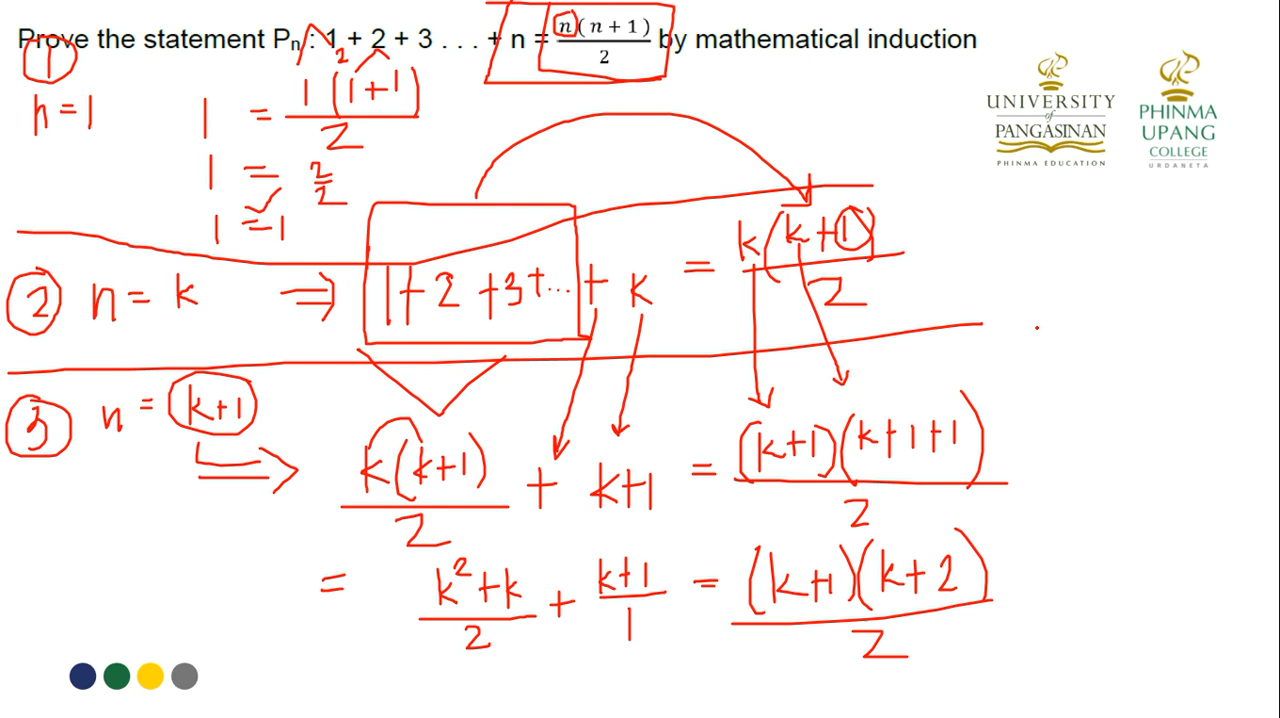 Prove the statement Pₙ : 1 + 2 + 3 . . . + n = n(n + 1)/2 by mathematical induction
① n = 1
2
1 = 1(1+1)/2
1 = 2/2
1 = 1
UNIVERSITY
of
PANGASINAN
PHINMA EDUCATION
PHINMA
UPANG
COLLEGE
URDANETA
② n = k ⇒ 1 + 2 + 3 + ... + k = k(k+1)/2
③ n = k+1
k(k+1)/2 + k+1 = (k+1)(k+1+1)/2
= k²+k/2 + k+1/1 = (k+1)(k+2)/2